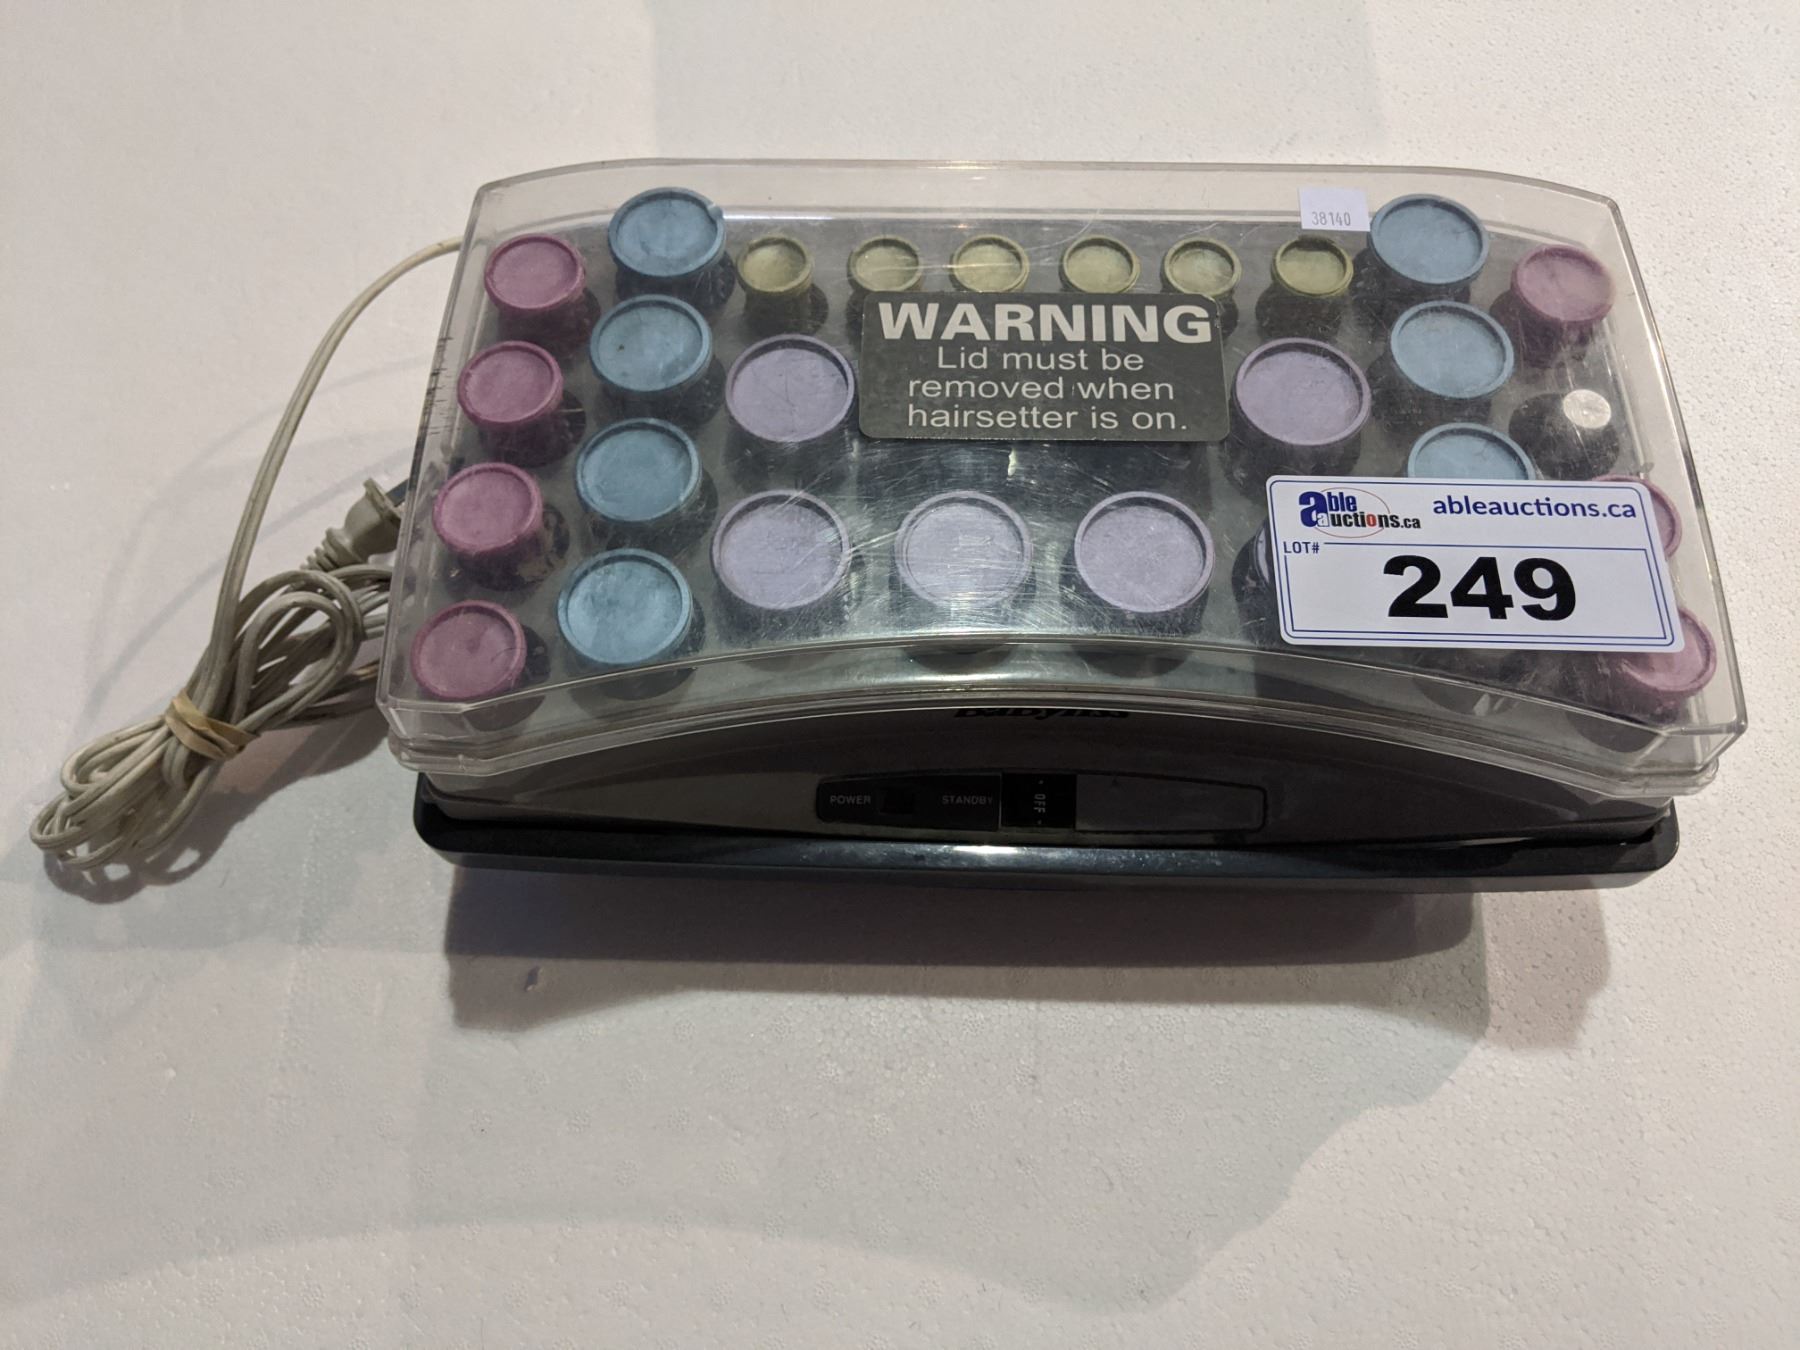 38140
WARNING
Lid must be
removed when
hairsetter is on.
able
auctions.ca
ableauctions.ca
LOT#
249
BaByliss
POWER
STANDBY
OFF